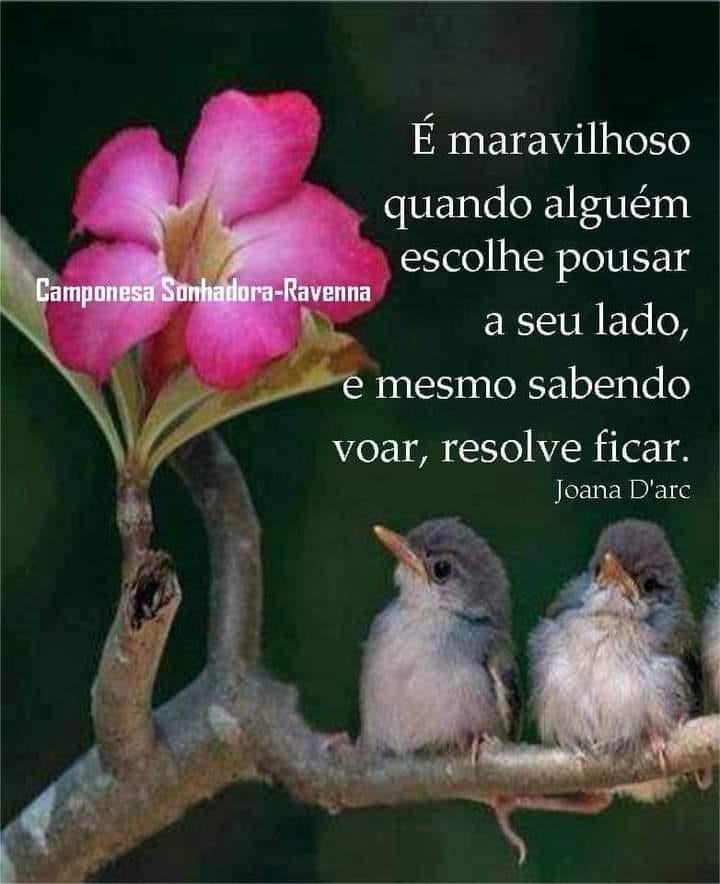 É maravilhoso
quando alguém
escolhe pousar
a seu lado,
e mesmo sabendo
voar, resolve ficar.
Joana D'arc
Camponesa Sonhadora-Ravenna